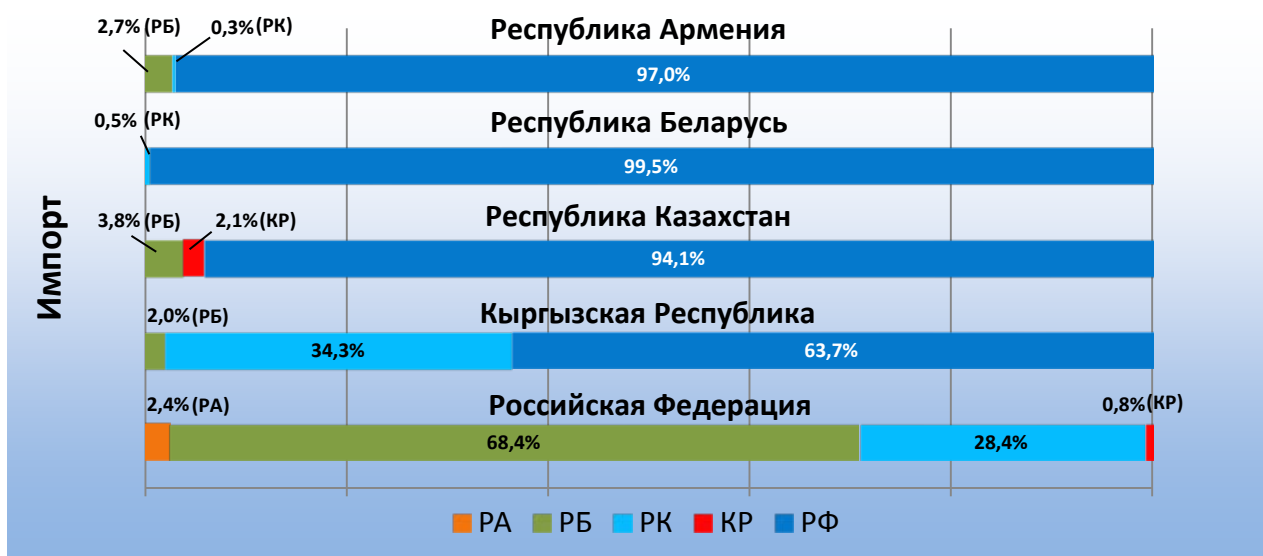 Импорт
Республика Армения
2,7% (РБ)
0,3%(РК)
97,0%
Республика Беларусь
0,5% (РК)
99,5%
Республика Казахстан
3,8% (РБ)
2,1%(КР)
94,1%
Кыргызская Республика
2,0%(РБ)
34,3%
63,7%
Российская Федерация
2,4%(РА)
68,4%
28,4%
0,8%(КР)
РА РБ РК КР РФ